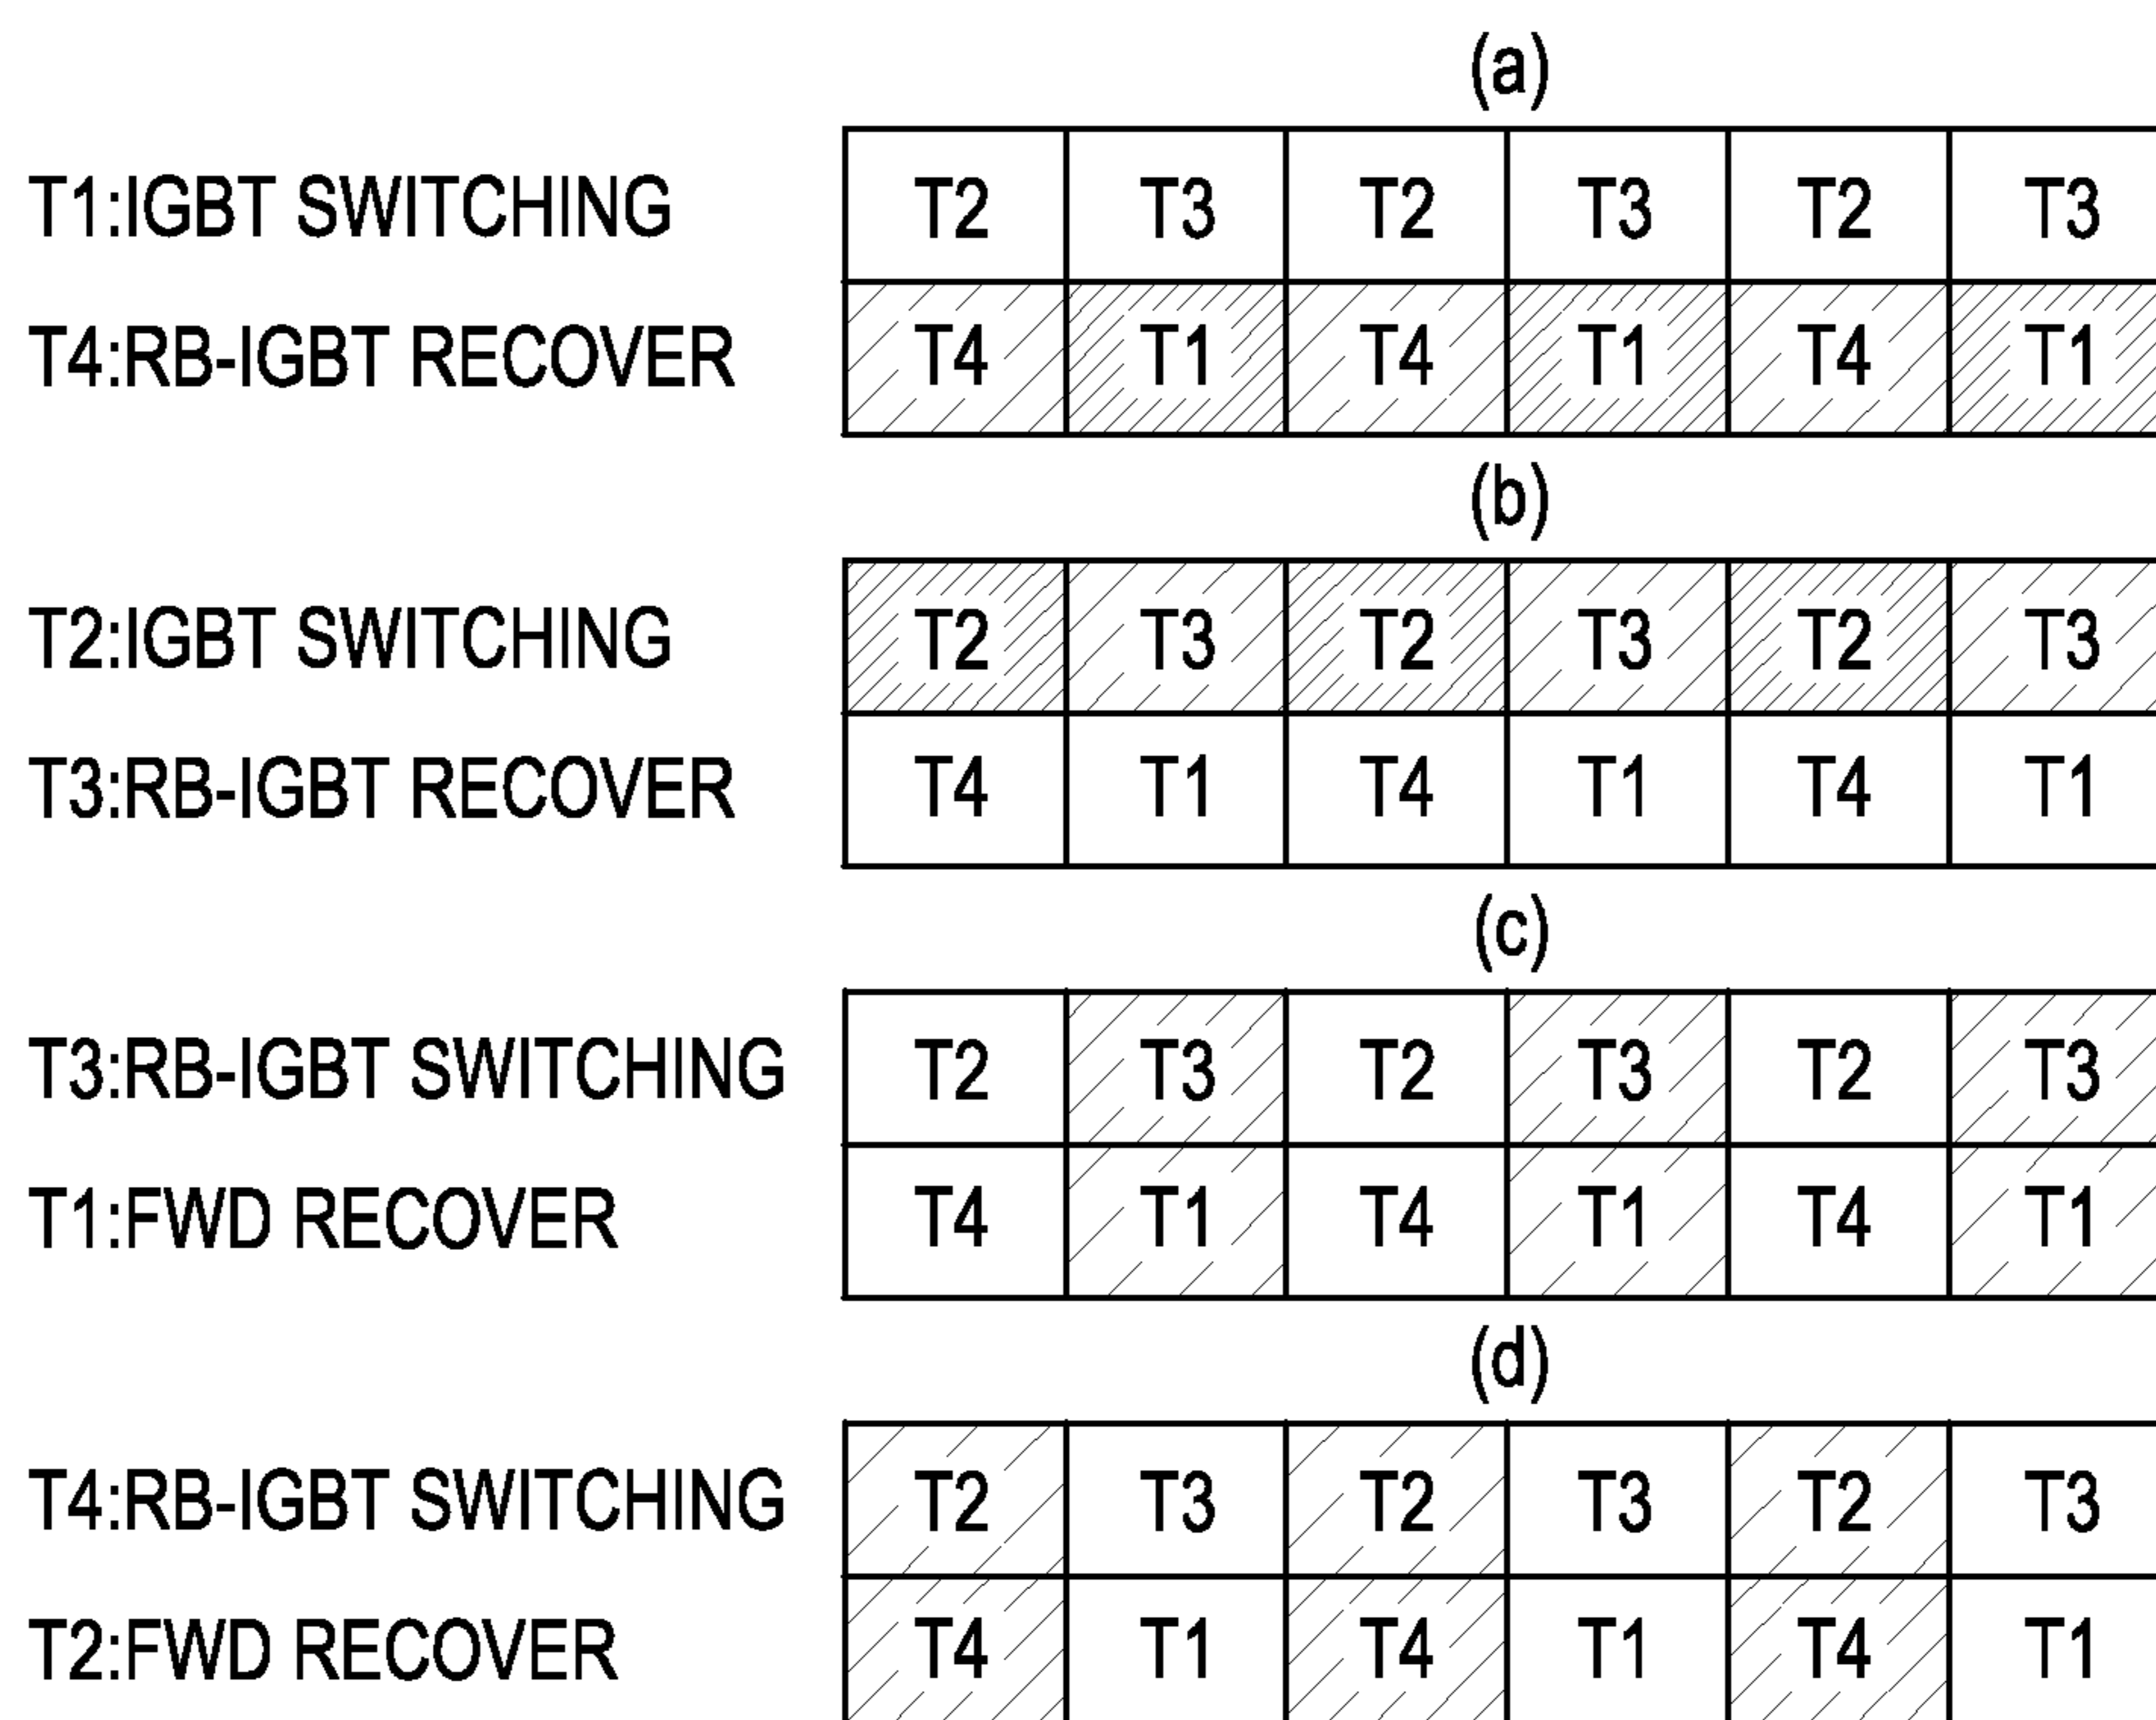 (a)
T1:IGBT SWITCHING T2 T3 T2 T3 T2 T3
T4:RB-IGBT RECOVER T4 T1 T4 T1 T4 T1
(b)
T2:IGBT SWITCHING T2 T3 T2 T3 T2 T3
T3:RB-IGBT RECOVER T4 T1 T4 T1 T4 T1
(c)
T3:RB-IGBT SWITCHING T2 T3 T2 T3 T2 T3
T1:FWD RECOVER T4 T1 T4 T1 T4 T1
(d)
T4:RB-IGBT SWITCHING T2 T3 T2 T3 T2 T3
T2:FWD RECOVER T4 T1 T4 T1 T4 T1